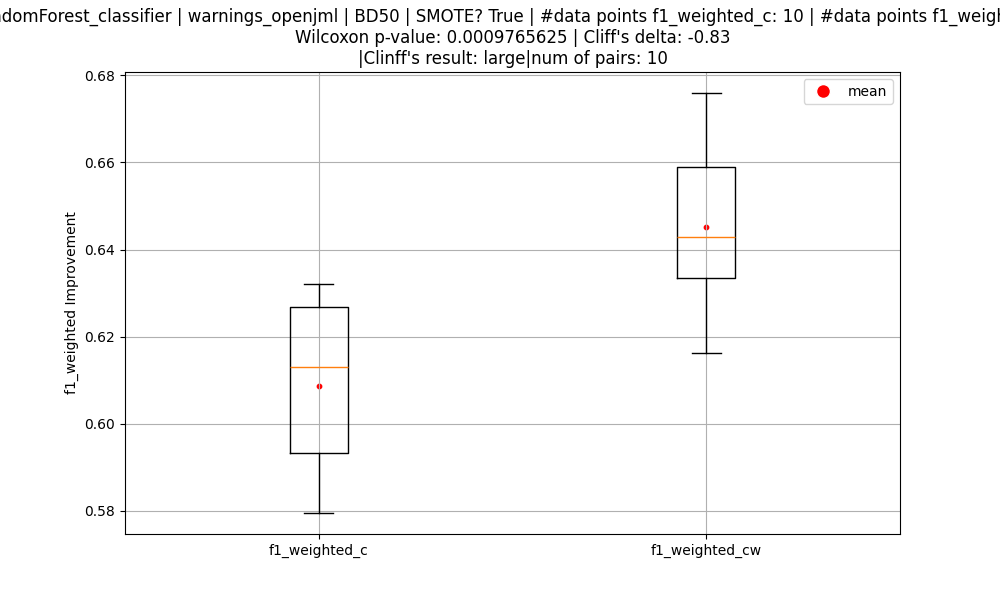 | warnings_openjml | BD50 | SMOTE? True | #data points f1_weighted_c: 10 | #data points
Wilcoxon p-value: 0.0009765625 | Cliff's delta: -0.83
|Clinff's result: large|num of pairs: 10
mean
0.68
0.66
0.64
0.62
0.60
0.58
f1_weighted Improvement
f1_weighted_c
f1_weighted_cw